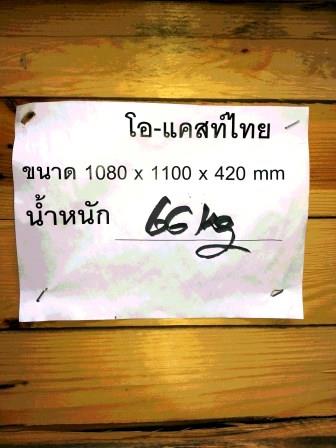 โอ-แคสท์ไทย
ขนาด 1080 x 1100 x 420 mm
น้ำหนัก 66 kg